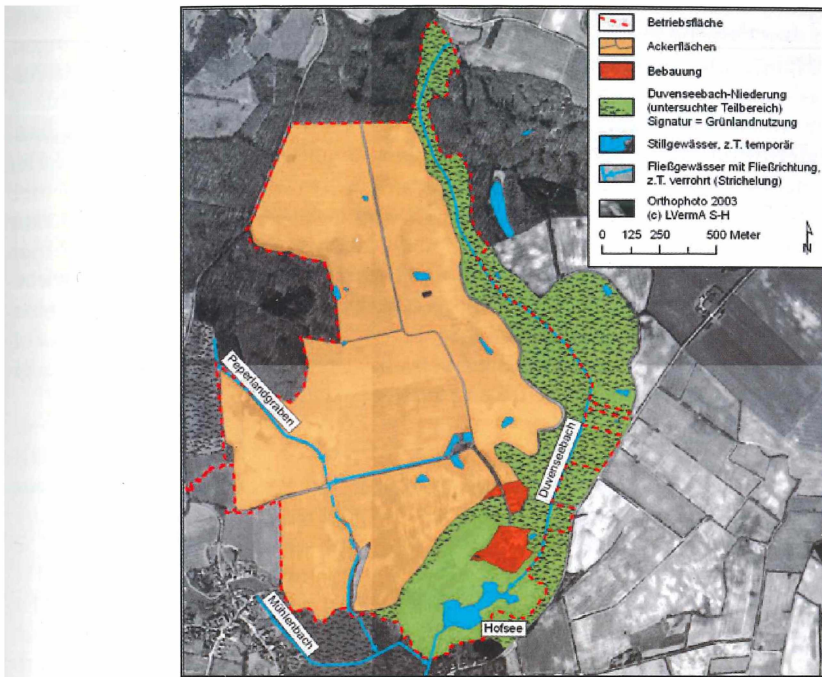 Betriebsfläche
Ackerflächen
Bebauung
Duvenseebach-Niederung
(untersuchter Teilbereich)
Signatur = Grünlandnutzung
Stillgewässer, z.T. temporär
Fließgewässer mit Fließrichtung,
z.T. verrohrt (Strichelung)
Orthophoto 2003
(c) LVermA S-H
0 125 250 500 Meter
N
Peperlandgraben
Duvenseebach
Mühlenbach
Hofsee